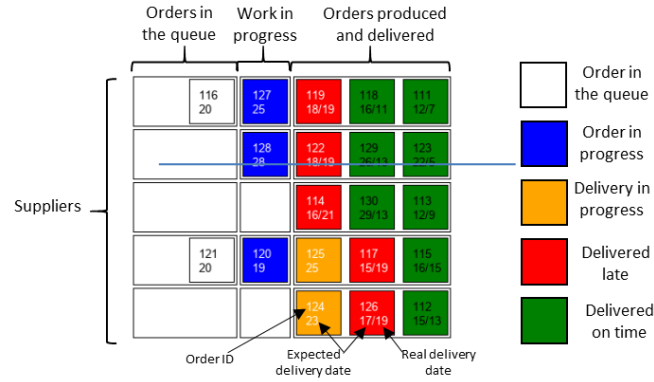 Orders in
the queue
Work in
progress
Orders produced
and delivered
116
20
127
25
119
18/19
118
16/11
111
12/7
128
28
122
18/19
129
26/13
123
22/5
114
16/21
130
29/13
113
12/9
121
20
120
19
125
25
117
15/19
115
16/15
124
23
126
17/19
112
15/13
Suppliers
Order ID
Expected
delivery date
Real delivery
date
Order in
the queue
Order in
progress
Delivery in
progress
Delivered
late
Delivered
on time